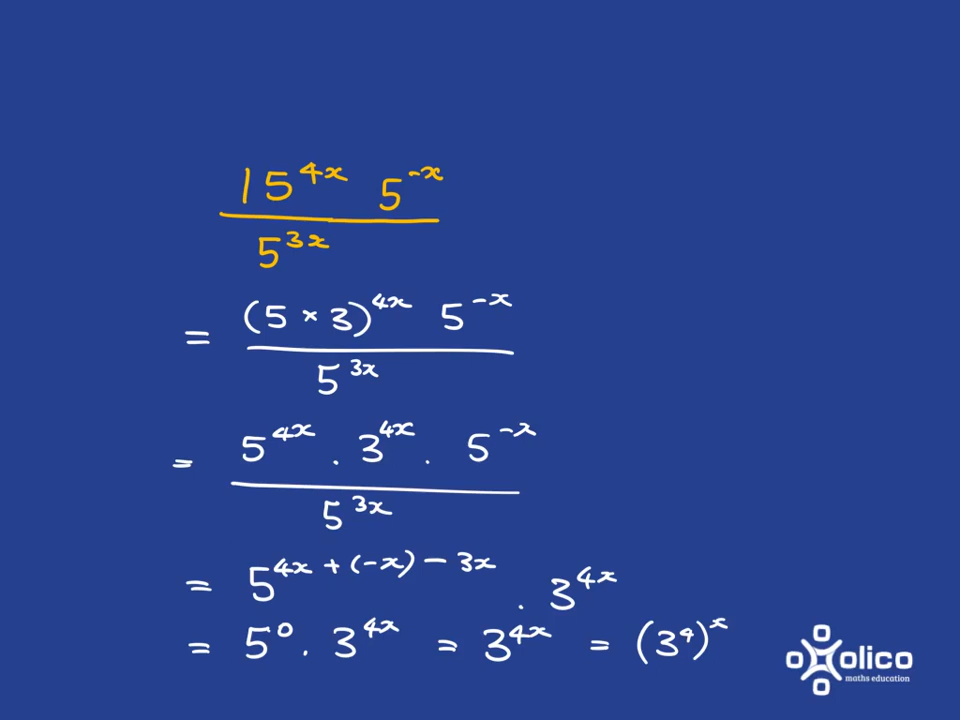 15^{4x} 5^{-x}
5^{3x}
= (5 × 3)^{4x} 5^{-x}
5^{3x}
= 5^{4x} . 3^{4x} . 5^{-x}
5^{3x}
= 5^{4x + (-x) - 3x} . 3^{4x}
= 5^{0} . 3^{4x} = 3^{4x} = (3^{4})^{x}
olico
maths education